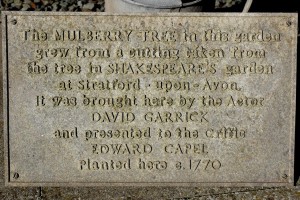 The MULBERRY TREE in this garden
grew from a cutting taken from
the tree in SHAKESPEARE'S garden
at Stratford - upon - Avon.
It was brought here by the Actor
DAVID GARRICK
and presented to the Critic
EDWARD CAPEL
Planted here c.1770